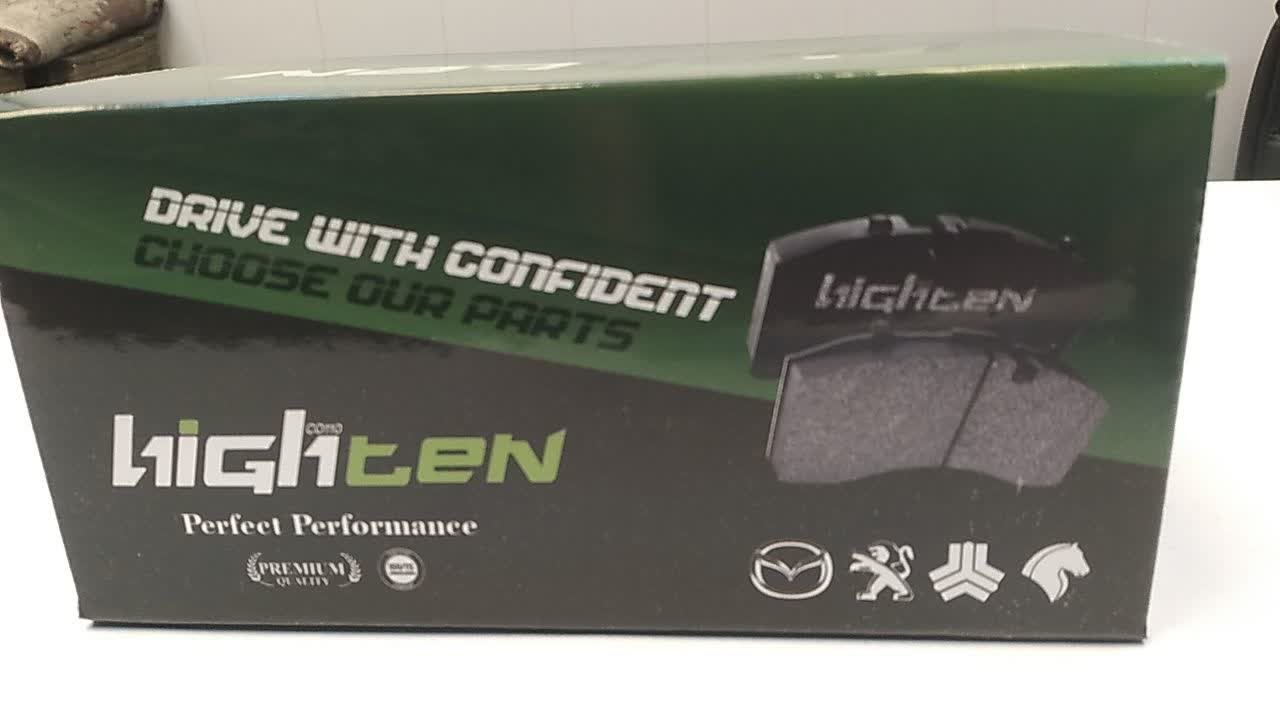 DRIVE WITH CONFIDENT
CHOOSE OUR PARTS
highten
highten
Perfect Performance
PREMIUM
QUALITY